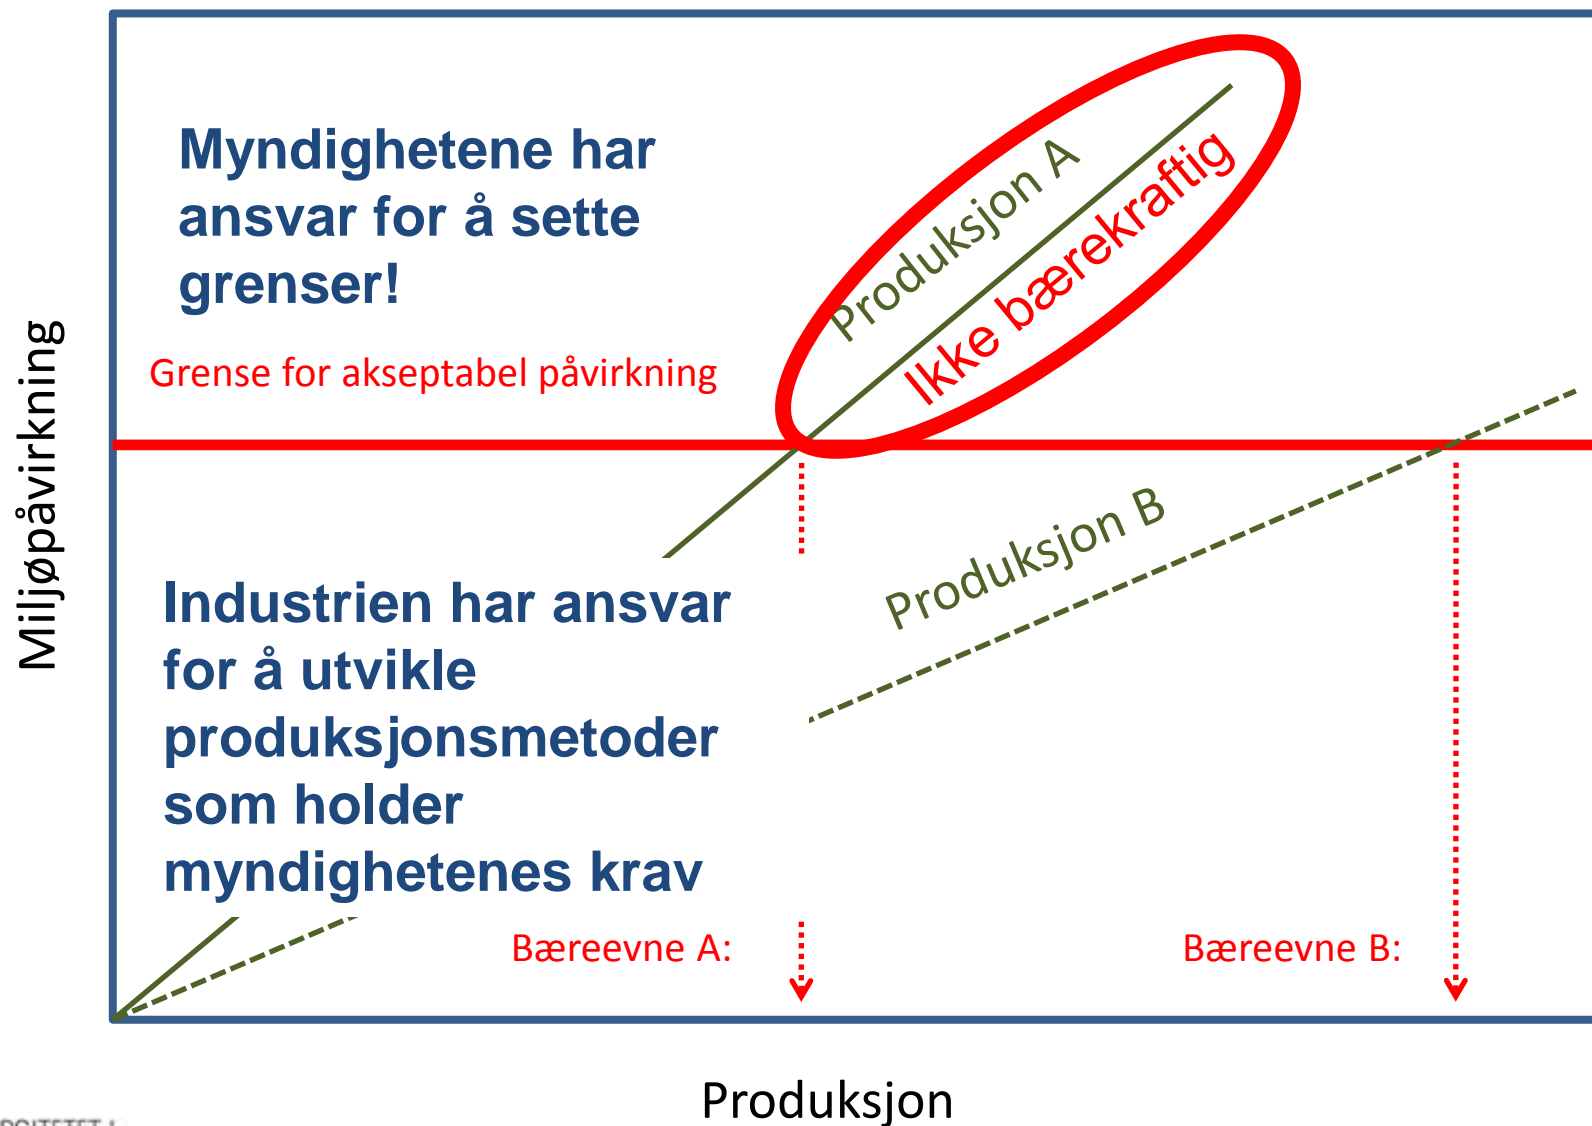 Myndighetene har
ansvar for å sette
grenser!
Grense for akseptabel påvirkning
Produksjon A
Ikke bærekraftig
Miljøpåvirkning
Produksjon B
Industrien har ansvar
for å utvikle
produksjonsmetoder
som holder
myndighetenes krav
Bæreevne A:
Bæreevne B:
Produksjon